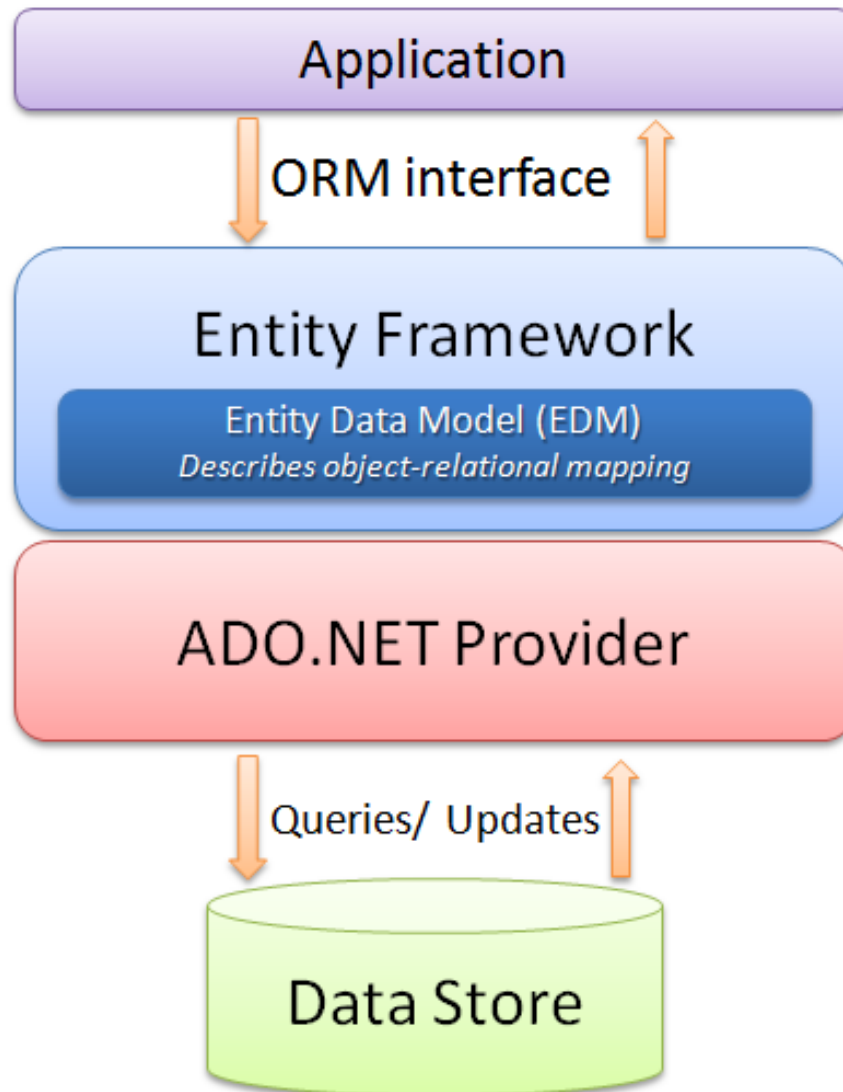 Application
ORM interface
Entity Framework
Entity Data Model (EDM)
Describes object-relational mapping
ADO.NET Provider
Queries/ Updates
Data Store